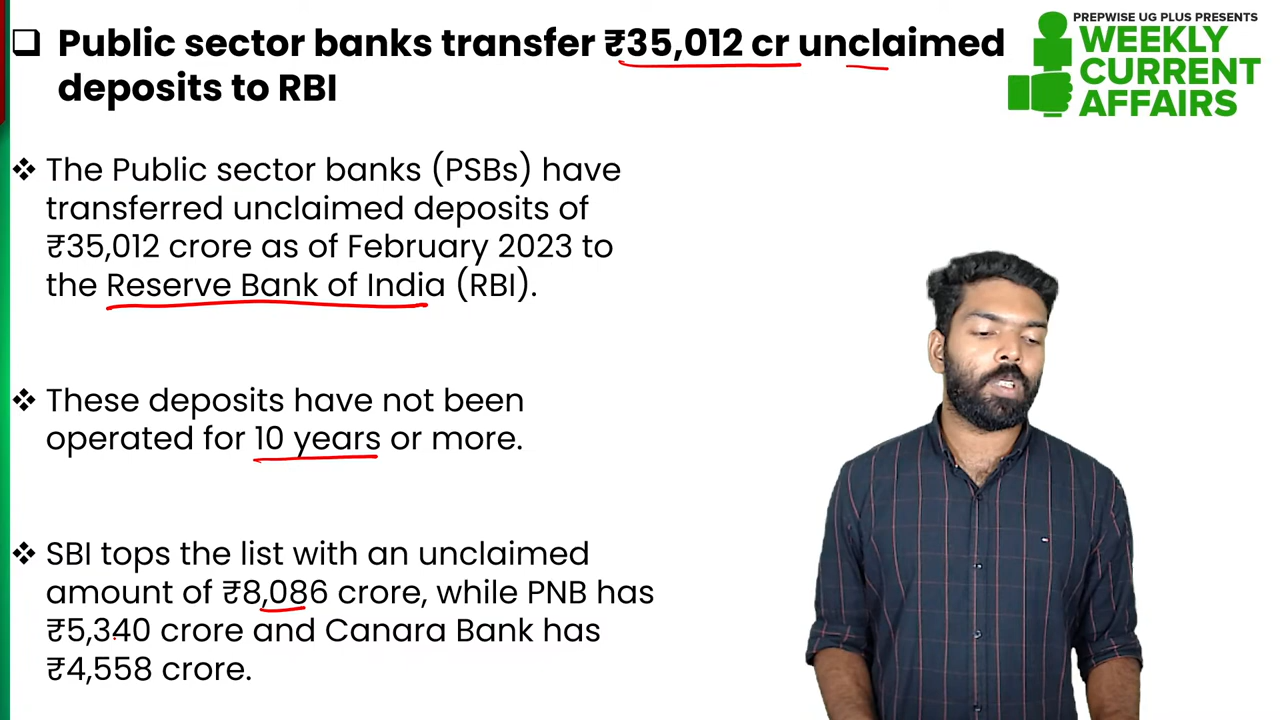 Public sector banks transfer ₹35,012 cr unclaimed
deposits to RBI
PREPWISE UG PLUS PRESENTS
WEEKLY
CURRENT
AFFAIRS
The Public sector banks (PSBs) have
transferred unclaimed deposits of
₹35,012 crore as of February 2023 to
the Reserve Bank of India (RBI).
These deposits have not been
operated for 10 years or more.
SBI tops the list with an unclaimed
amount of ₹8,086 crore, while PNB has
₹5,340 crore and Canara Bank has
₹4,558 crore.